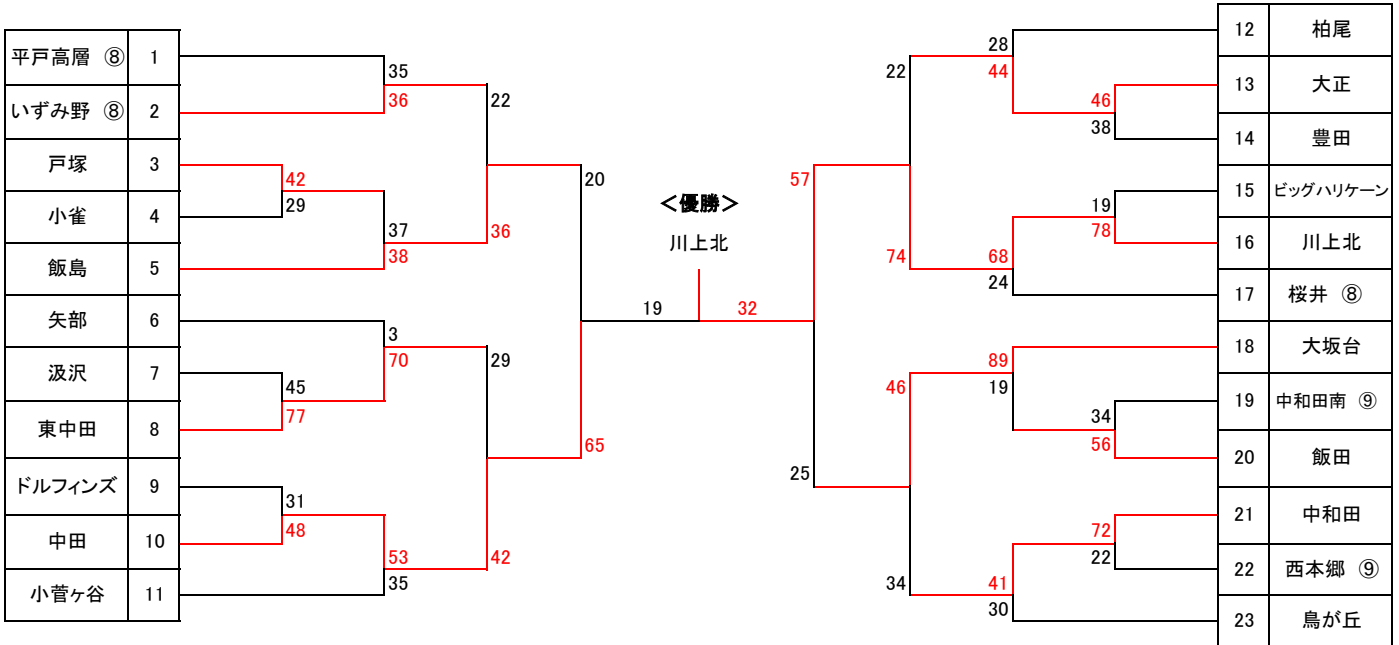 平戸高層 ⑧ 1
いずみ野 ⑧ 2
戸塚 3
小雀 4
飯島 5
矢部 6
汲沢 7
東中田 8
ドルフィンズ 9
中田 10
小菅ヶ谷 11
35
36
42
29
37
38
3
70
45
77
31
48
53
35
22
36
29
42
20
65
19
＜優勝＞
川上北
32
57
25
22
74
46
34
28
44
68
24
89
19
41
30
46
38
19
78
34
56
72
22
12 柏尾
13 大正
14 豊田
15 ビッグハリケーン
16 川上北
17 桜井 ⑧
18 大坂台
19 中和田南 ⑨
20 飯田
21 中和田
22 西本郷 ⑨
23 鳥が丘